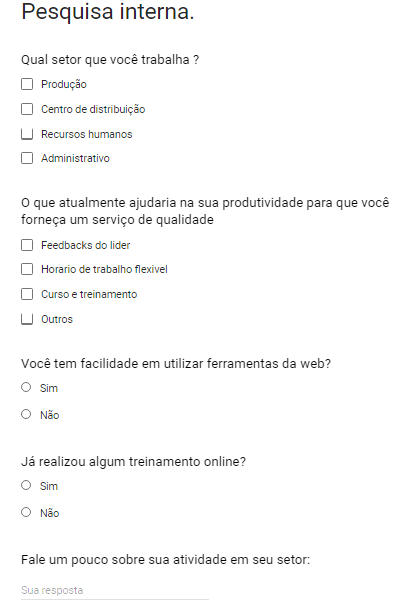 Pesquisa interna.
Qual setor que você trabalha ?
Produção
Centro de distribuição
Recursos humanos
Administrativo
O que atualmente ajudaria na sua produtividade para que você
forneça um serviço de qualidade
Feedbacks do lider
Horario de trabalho flexivel
Curso e treinamento
Outros
Você tem facilidade em utilizar ferramentas da web?
Sim
Não
Já realizou algum treinamento online?
Sim
Não
Fale um pouco sobre sua atividade em seu setor:
Sua resposta